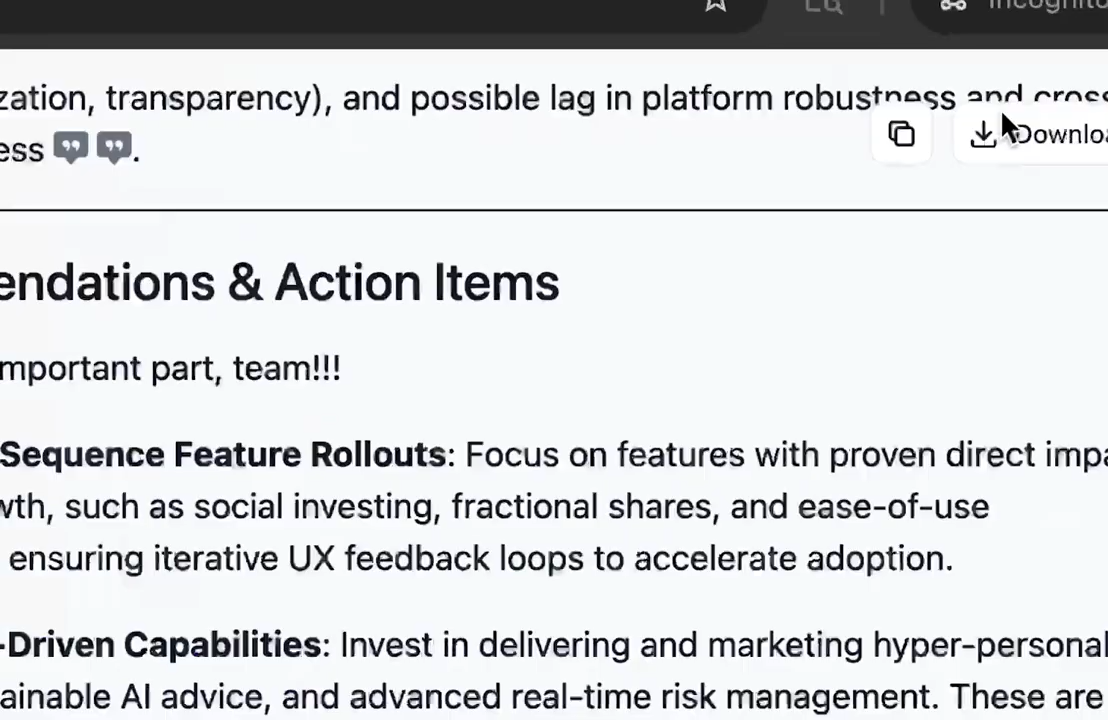 Incognito
zation, transparency), and possible lag in platform robustness and cross
ess
Downloa
endations & Action Items
mportant part, team!!!
Sequence Feature Rollouts: Focus on features with proven direct impa
wth, such as social investing, fractional shares, and ease-of-use
ensuring iterative UX feedback loops to accelerate adoption.
-Driven Capabilities: Invest in delivering and marketing hyper-personal
ainable AI advice, and advanced real-time risk management. These are